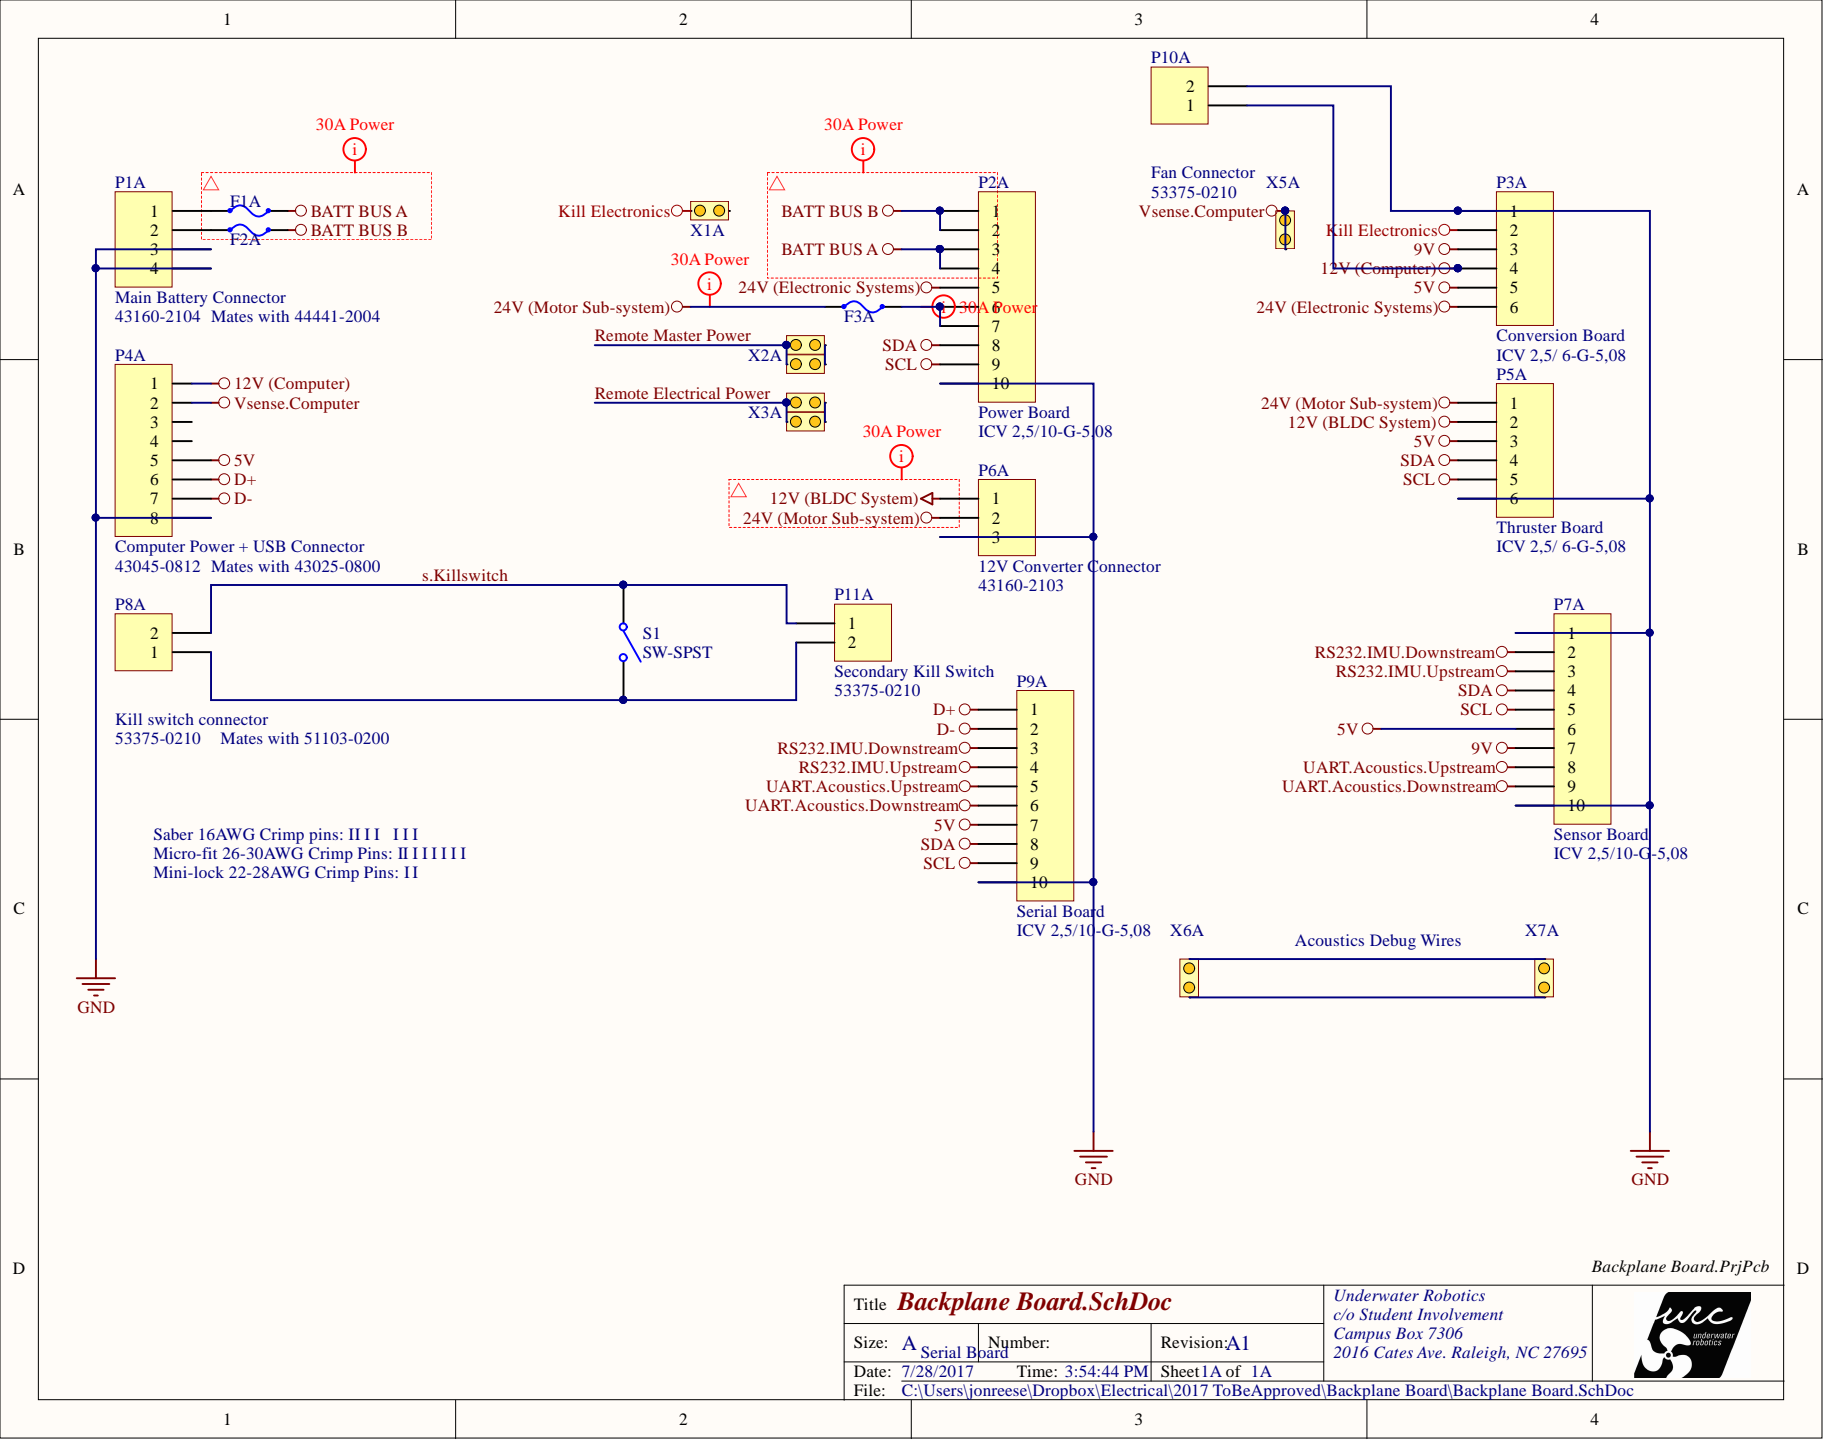 1 2 3 4
A A
B B
C C
D D
P10A
2
1
Fan Connector
53375-0210
30A Power
i
P1A
1
2
3
4
F1A
F2A
BATT BUS A
BATT BUS B
Main Battery Connector
43160-2104 Mates with 44441-2004
P4A
1
2
3
4
5
6
7
8
12V (Computer)
Vsense.Computer
5V
D+
D-
Computer Power + USB Connector
43045-0812 Mates with 43025-0800
P8A
2
1
s.Killswitch
S1
SW-SPST
Kill switch connector
53375-0210 Mates with 51103-0200
P11A
1
2
Secondary Kill Switch
53375-0210
Saber 16AWG Crimp pins: IIII III
Micro-fit 26-30AWG Crimp Pins: IIIIIIII
Mini-lock 22-28AWG Crimp Pins: II
GND
Kill Electronics
X1A
30A Power
i
30A Power
i
P2A
BATT BUS B
BATT BUS A
24V (Electronic Systems)
24V (Motor Sub-system)
F3A
i 30A Power
SDA
SCL
1
2
3
4
5
6
7
8
9
10
Power Board
ICV 2,5/10-G-5,08
Remote Master Power
X2A
Remote Electrical Power
X3A
30A Power
i
P6A
12V (BLDC System)
24V (Motor Sub-system)
1
2
3
12V Converter Connector
43160-2103
P9A
D+ 1
D- 2
RS232.IMU.Downstream 3
RS232.IMU.Upstream 4
UART.Acoustics.Upstream 5
UART.Acoustics.Downstream 6
5V 7
SDA 8
SCL 9
10
Serial Board
ICV 2,5/10-G-5,08
GND
X5A
Vsense.Computer
P3A
1
Kill Electronics 2
9V 3
12V (Computer) 4
5V 5
24V (Electronic Systems) 6
Conversion Board
ICV 2,5/ 6-G-5,08
P5A
24V (Motor Sub-system) 1
12V (BLDC System) 2
5V 3
SDA 4
SCL 5
6
Thruster Board
ICV 2,5/ 6-G-5,08
P7A
1
RS232.IMU.Downstream 2
RS232.IMU.Upstream 3
SDA 4
SCL 5
5V 6
9V 7
UART.Acoustics.Upstream 8
UART.Acoustics.Downstream 9
10
Sensor Board
ICV 2,5/10-G-5,08
X6A Acoustics Debug Wires X7A
GND
Backplane Board.PrjPcb
Title Backplane Board.SchDoc
Size: A Number: Revision: A1
Serial Board
Date: 7/28/2017 Time: 3:54:44 PM Sheet 1A of 1A
File: C:\Users\jonreese\Dropbox\Electrical\2017 ToBeApproved\Backplane Board\Backplane Board.SchDoc
Underwater Robotics
c/o Student Involvement
Campus Box 7306
2016 Cates Ave. Raleigh, NC 27695
urc
underwater
robotics
1 2 3 4